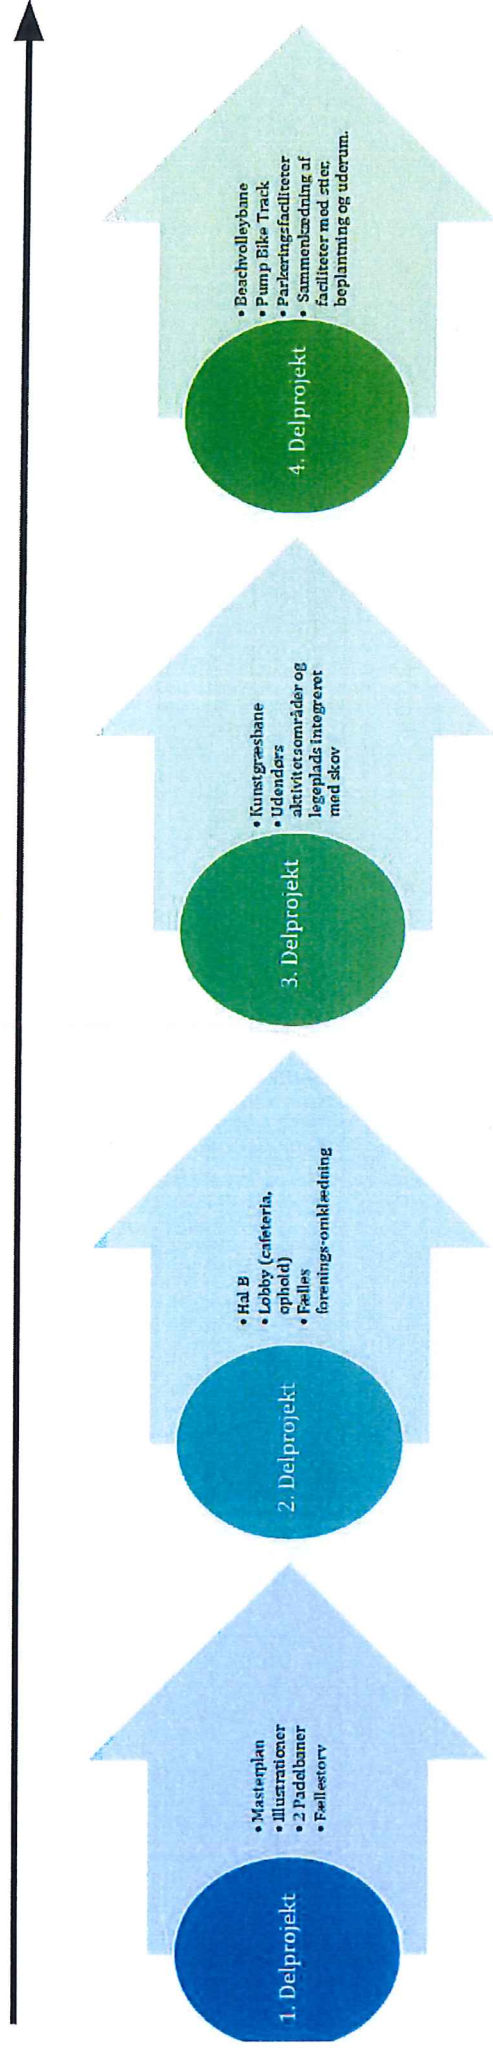 1. Delprojekt
• Masterplan
• Illustrationer
• 2 Padelbaner
• Fællestorv
2. Delprojekt
• Hal B
• Lobby (cafeteria,
ophold)
• Fælles
forenings-omklædning
3. Delprojekt
• Kunstgræsbane
• Udendørs
aktivitetsområder og
legeplads integreret
med skov
4. Delprojekt
• Beachvolleybane
• Pump Bike Track
• Parkeringsfaciliteter
• Sammenkædning af
faciliteter med stier,
beplantning og uderum.